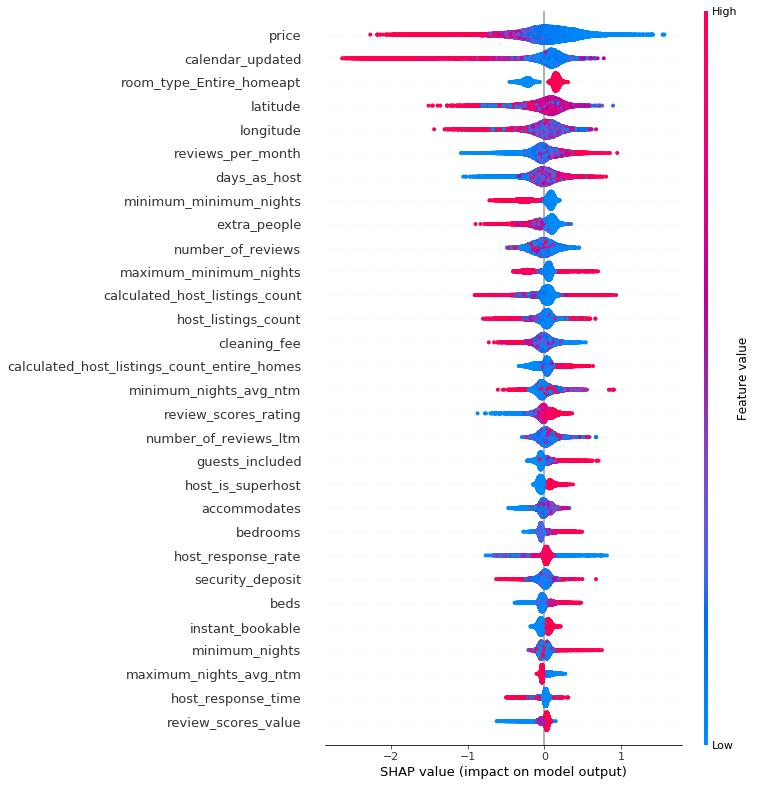 High
price
calendar_updated
room_type_Entire_homeapt
latitude
longitude
reviews_per_month
days_as_host
minimum_minimum_nights
extra_people
number_of_reviews
maximum_minimum_nights
calculated_host_listings_count
host_listings_count
cleaning_fee
calculated_host_listings_count_entire_homes
minimum_nights_avg_ntm
review_scores_rating
number_of_reviews_ltm
guests_included
host_is_superhost
accommodates
bedrooms
host_response_rate
security_deposit
beds
instant_bookable
minimum_nights
maximum_nights_avg_ntm
host_response_time
review_scores_value
Feature value
Low
−2 −1 0 1
SHAP value (impact on model output)